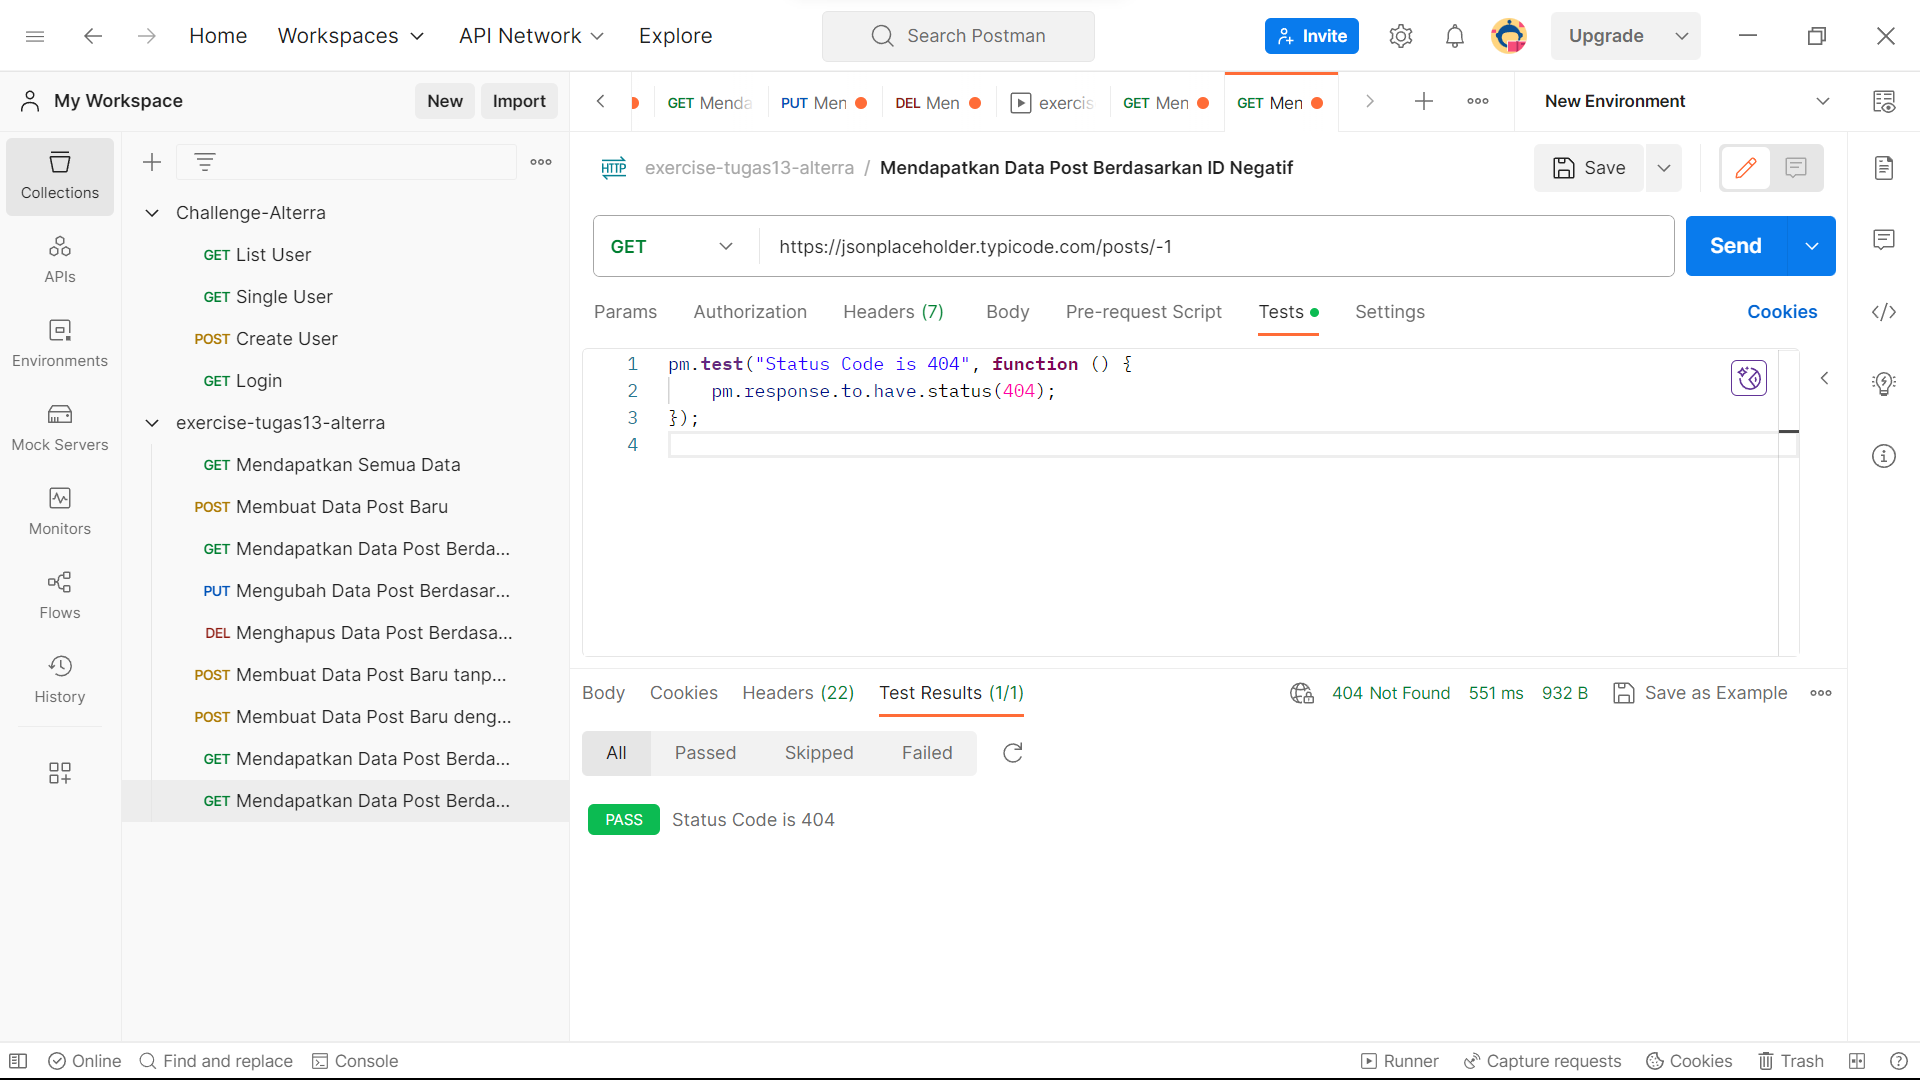 Home Workspaces API Network Explore Search Postman Invite Upgrade
My Workspace New Import
GET Menda PUT Men DEL Men exercis GET Men GET Men New Environment
Collections
APIs
Environments
Mock Servers
Monitors
Flows
History
Challenge-Alterra
GET List User
GET Single User
POST Create User
GET Login
exercise-tugas13-alterra
GET Mendapatkan Semua Data
POST Membuat Data Post Baru
GET Mendapatkan Data Post Berda...
PUT Mengubah Data Post Berdasar...
DEL Menghapus Data Post Berdasa...
POST Membuat Data Post Baru tanp...
POST Membuat Data Post Baru deng...
GET Mendapatkan Data Post Berda...
GET Mendapatkan Data Post Berda...
HTTP exercise-tugas13-alterra / Mendapatkan Data Post Berdasarkan ID Negatif Save
GET https://jsonplaceholder.typicode.com/posts/-1 Send
Params Authorization Headers (7) Body Pre-request Script Tests Settings Cookies
1 pm.test("Status Code is 404", function () {
2 pm.response.to.have.status(404);
3 });
4
Body Cookies Headers (22) Test Results (1/1) 404 Not Found 551 ms 932 B Save as Example
All Passed Skipped Failed
PASS Status Code is 404
Online Find and replace Console Runner Capture requests Cookies Trash